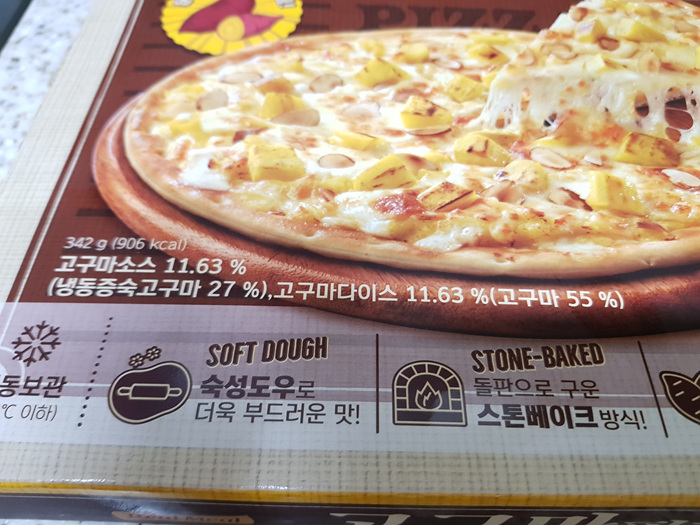 PIZZ
342 g (906 kcal)
고구마소스 11.63 %
(냉동증숙고구마 27 %),고구마다이스 11.63 %(고구마 55 %)
동보관
℃ 이하)
SOFT DOUGH
숙성도우로
더욱 부드러운 맛!
STONE-BAKED
돌판으로 구운
스톤베이크 방식!